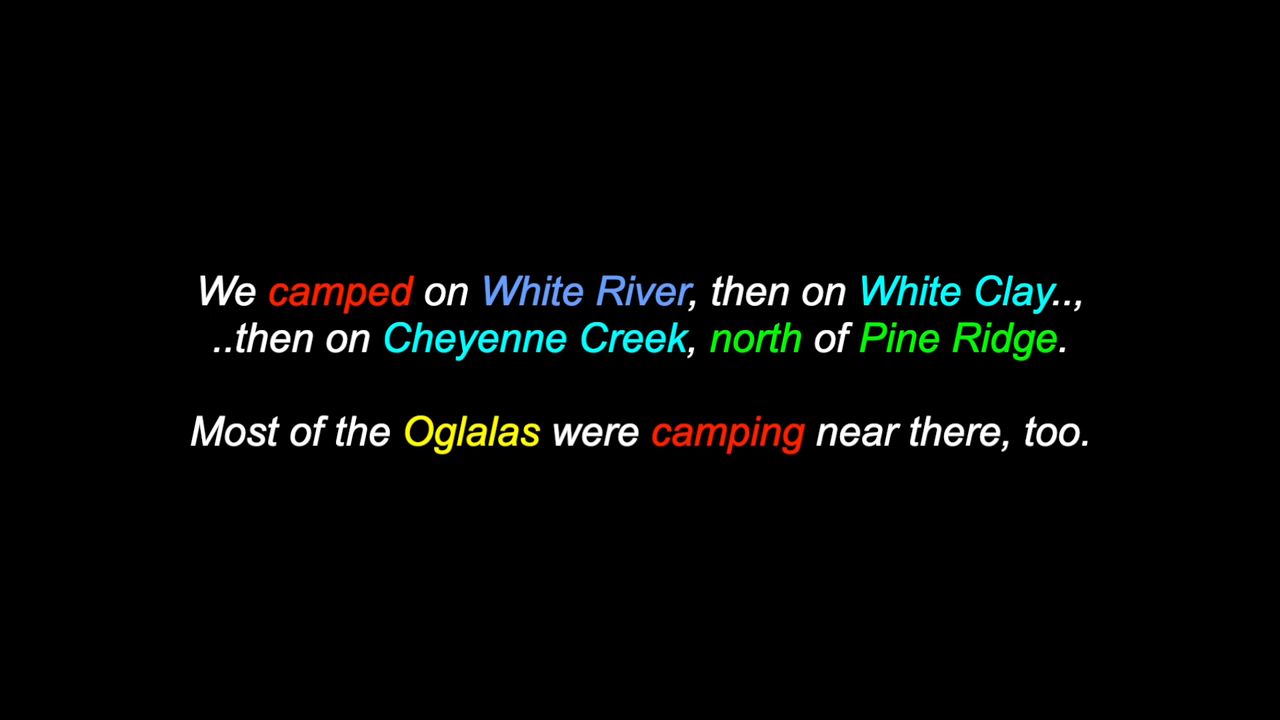 We camped on White River, then on White Clay..,
..then on Cheyenne Creek, north of Pine Ridge.
Most of the Oglalas were camping near there, too.